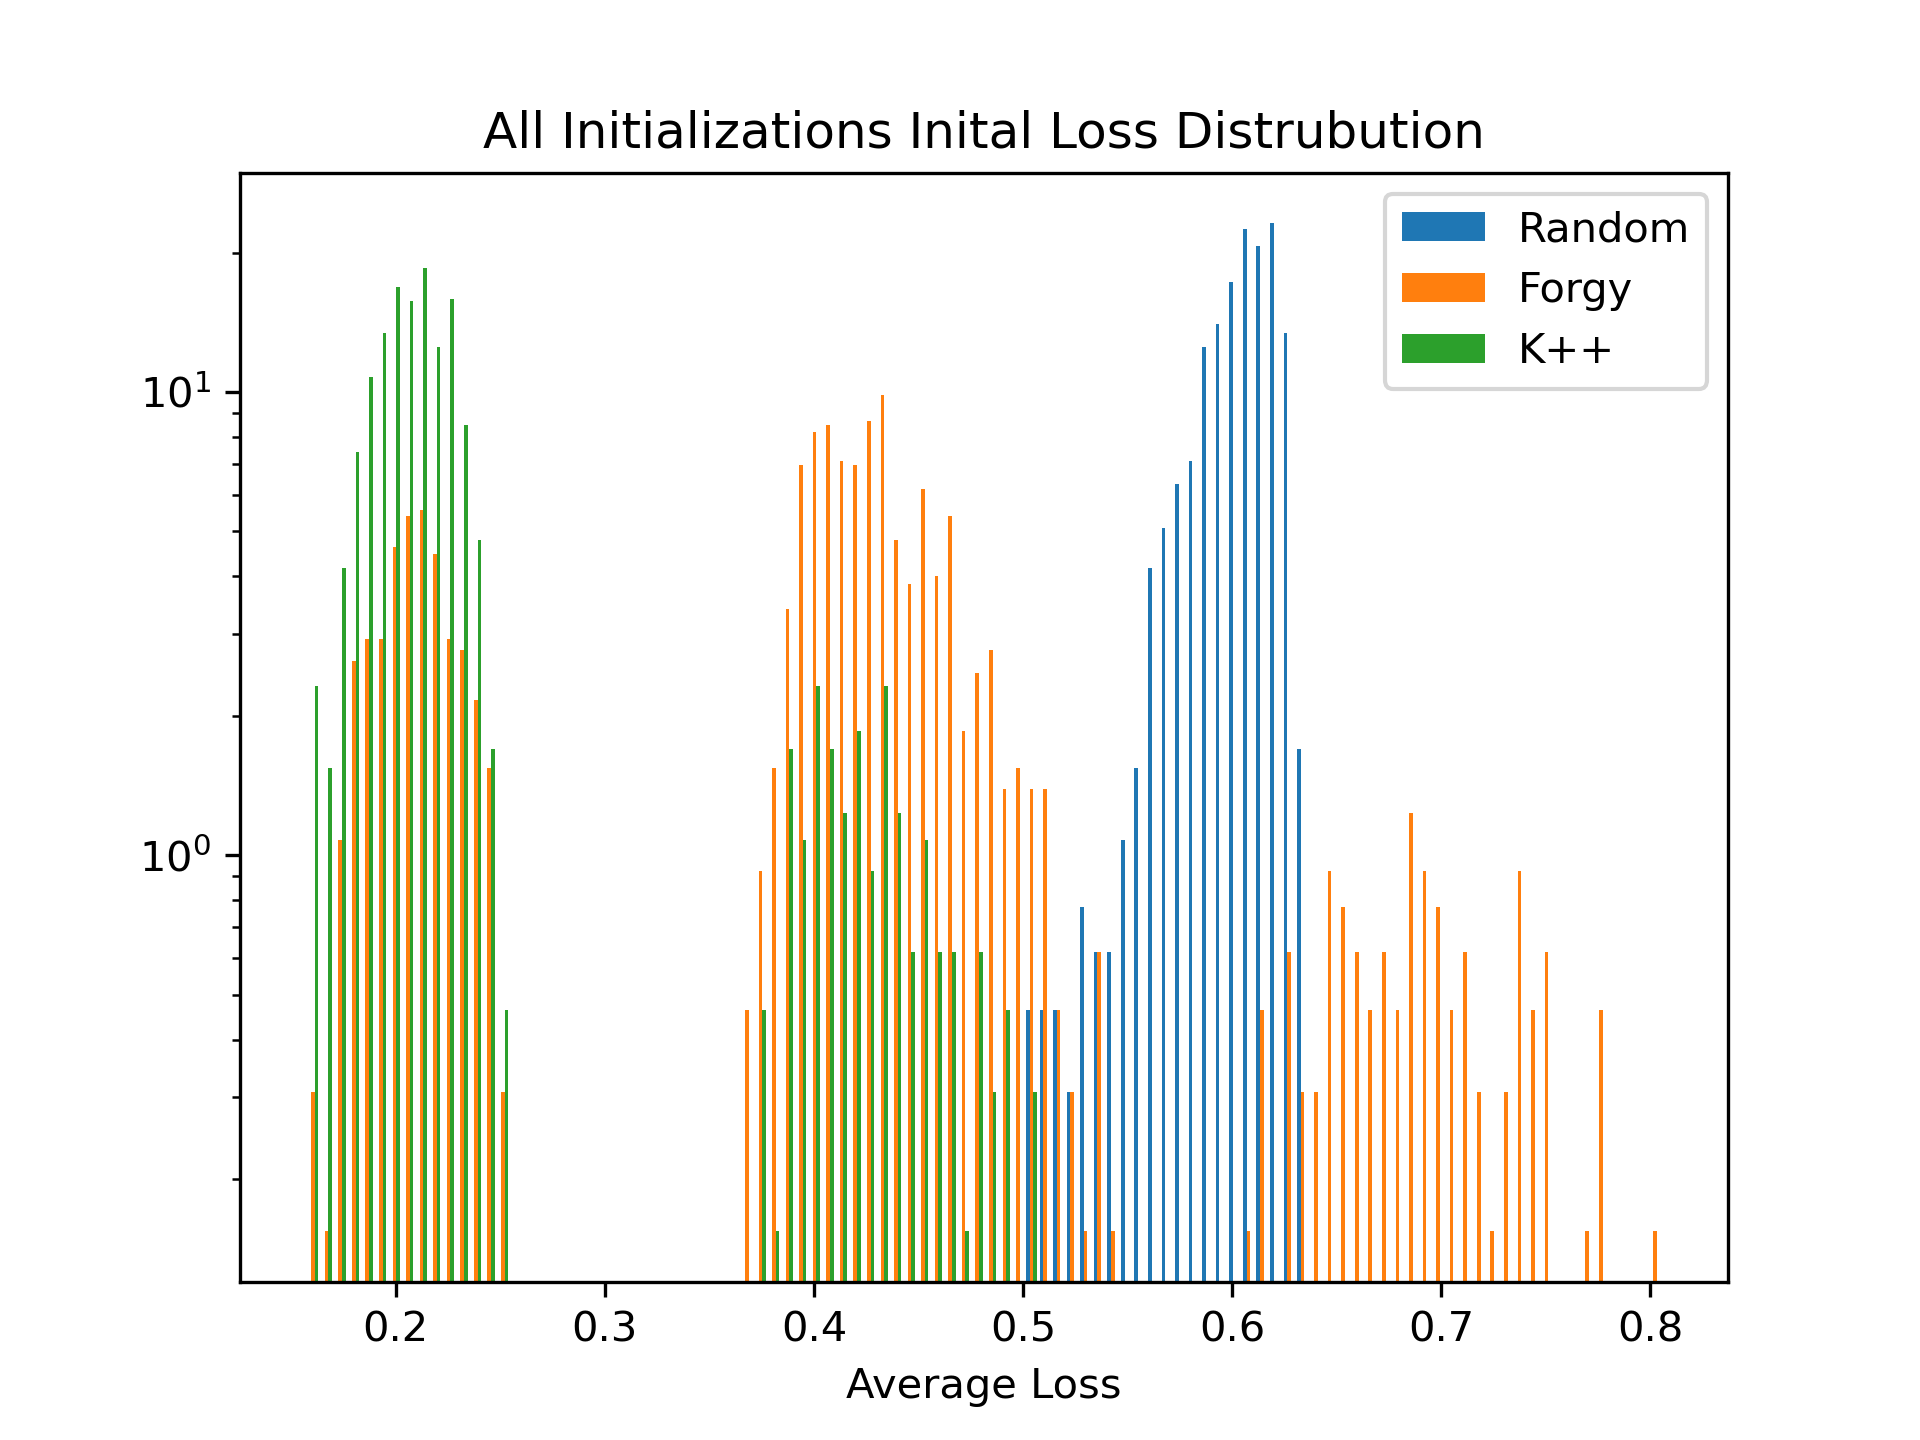 All Initializations Inital Loss Distrubution
Random
Forgy
K++
10¹
10⁰
0.2 0.3 0.4 0.5 0.6 0.7 0.8
Average Loss